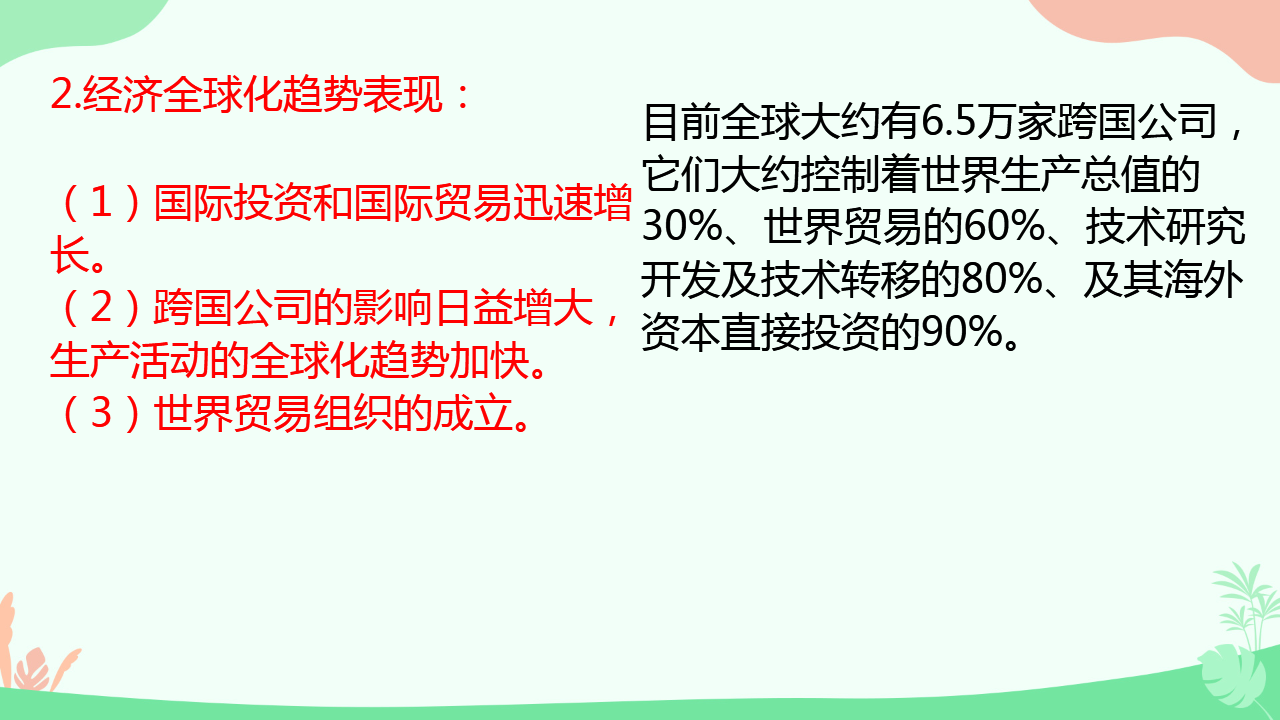 2.经济全球化趋势表现：
（1）国际投资和国际贸易迅速增
长。
（2）跨国公司的影响日益增大，
生产活动的全球化趋势加快。
（3）世界贸易组织的成立。
目前全球大约有6.5万家跨国公司，
它们大约控制着世界生产总值的
30%、世界贸易的60%、技术研究
开发及技术转移的80%、及其海外
资本直接投资的90%。